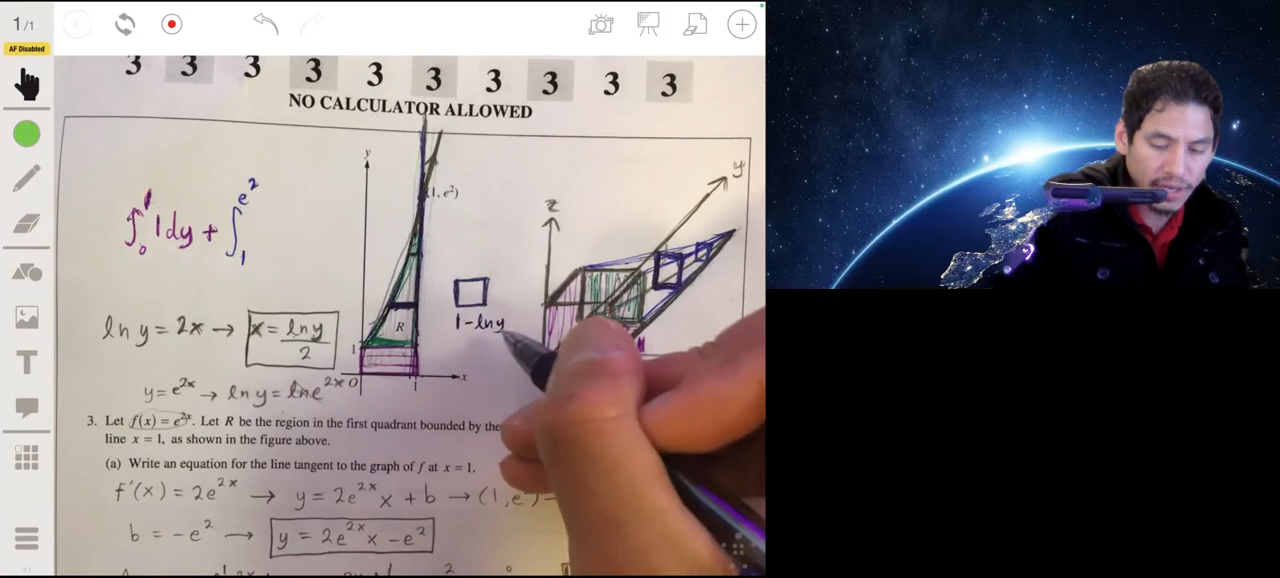 1/1
AF Disabled
T
3 3 3 3 3 3 3 3 3 3
NO CALCULATOR ALLOWED
y
(1, e²)
∫₀¹ 1dy + ∫₁^e²
z
y
R
1
0
1
x
1-ln y
ln y = 2x → x = ln y / 2
y = e^2x → ln y = ln e^2x
3. Let f(x) = e^2x. Let R be the region in the first quadrant bounded by the
line x = 1, as shown in the figure above.
(a) Write an equation for the line tangent to the graph of f at x = 1.
f'(x) = 2e^2x → y = 2e^2x x + b → (1, e
b = -e² → y = 2e^2x x - e²